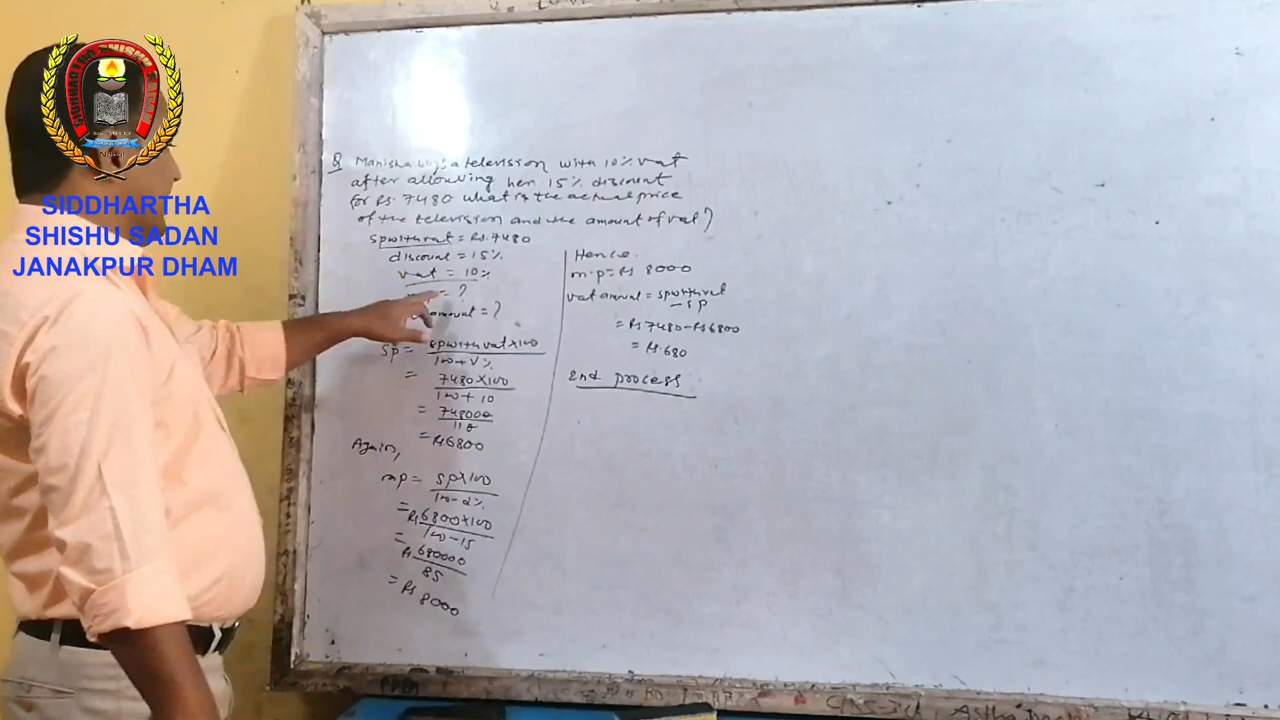 SIDDHARTHA
SHISHU SADAN
JANAKPUR DHAM
Q Manisha buys a television with 10% vat
after allowing her 15% discount
for Rs. 7480 what is the actual price
of the television and the amount of vat?
sp with vat = Rs. 7480
discount = 15%
vat = 10%
= ?
amount = ?
sp = sp with vat × 100
100 + V%
= 7480 × 100
100 + 10
= 748000
110
= Rs 6800
Again,
mp = sp × 100
100 - d%
= Rs 6800 × 100
100 - 15
= Rs 680000
85
= Rs 8000
Hence
m.p = Rs 8000
vat amount = sp with vat
- SP
= Rs 7480 - Rs 6800
= Rs. 680
2nd process